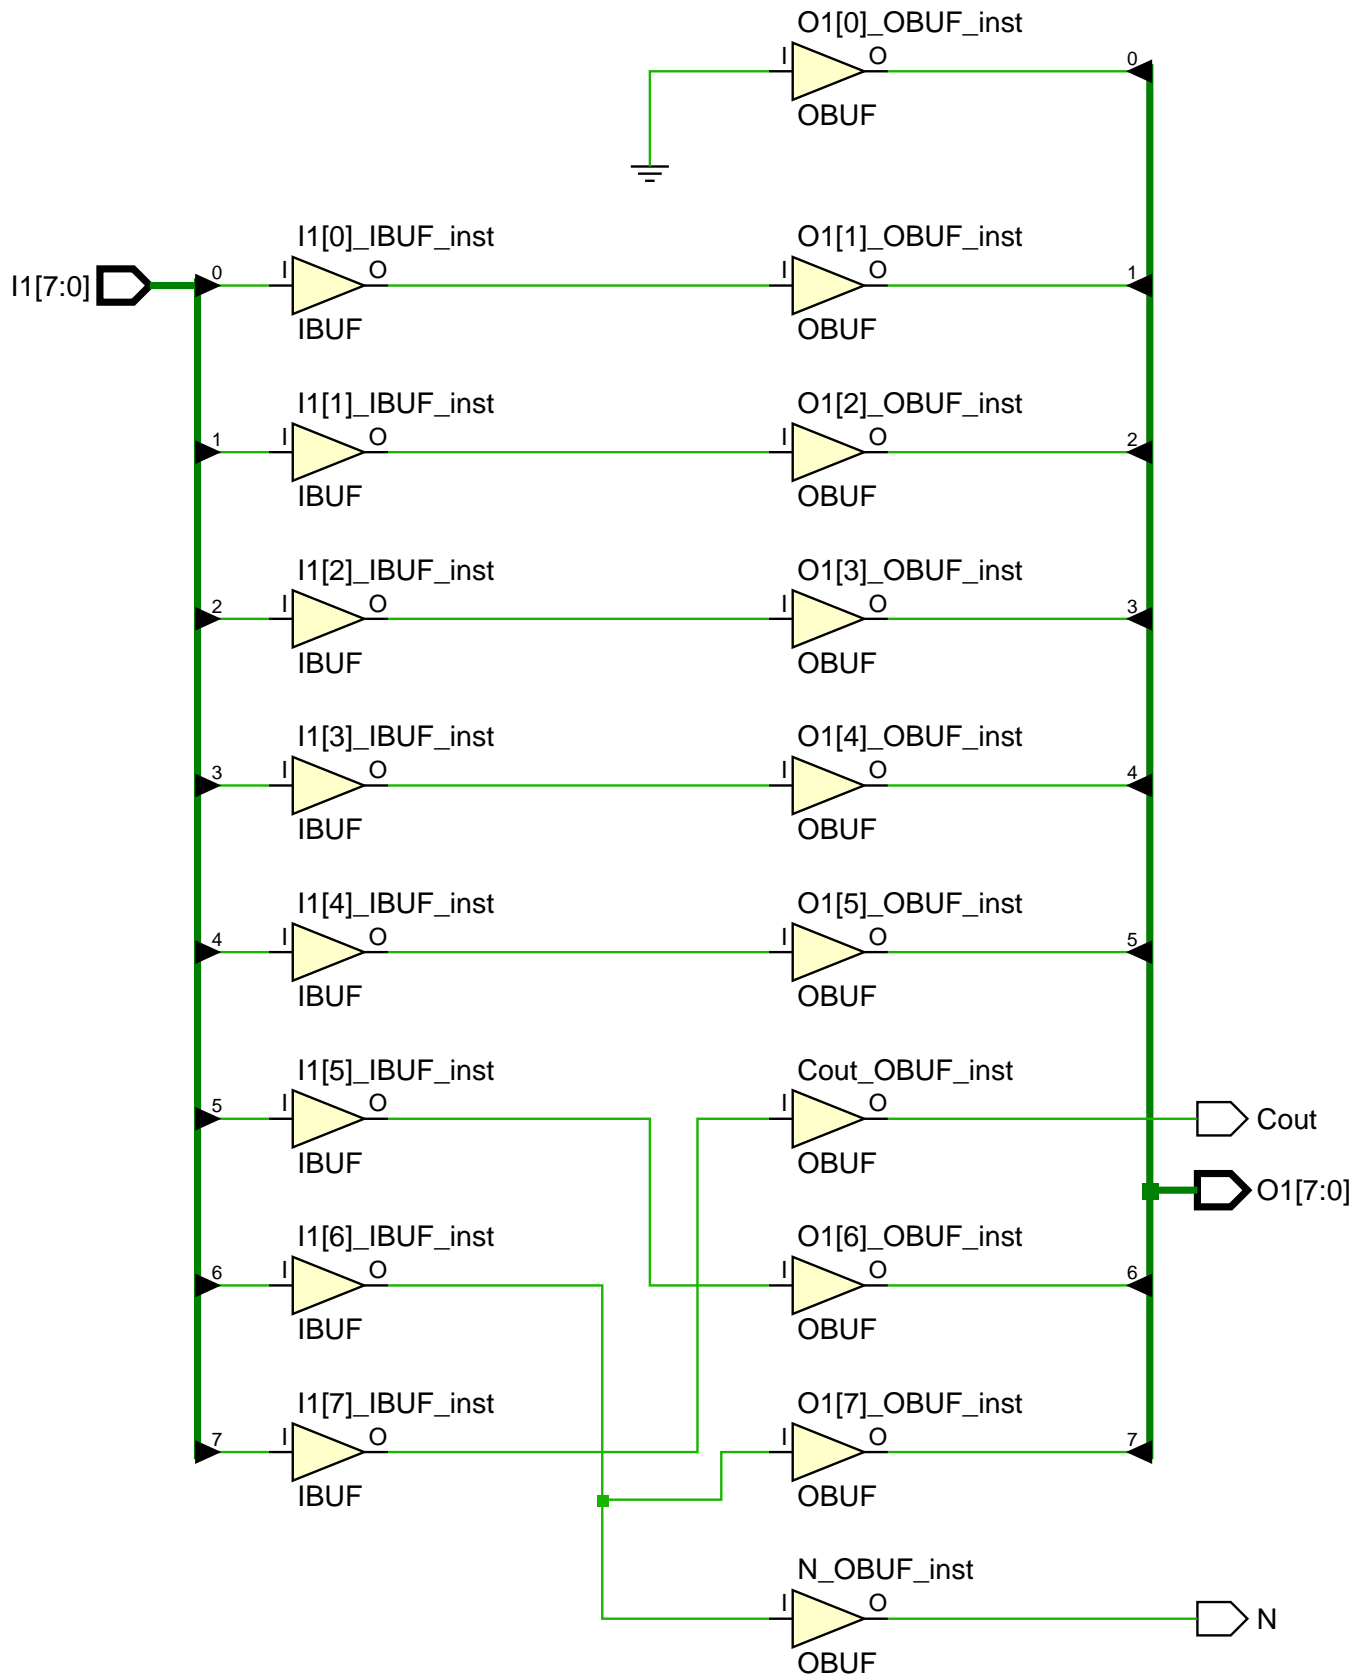 O1[0]_OBUF_inst
I O 0
OBUF
I1[0]_IBUF_inst O1[1]_OBUF_inst
I1[7:0] 0 I O I O 1
IBUF OBUF
I1[1]_IBUF_inst O1[2]_OBUF_inst
1 I O I O 2
IBUF OBUF
I1[2]_IBUF_inst O1[3]_OBUF_inst
2 I O I O 3
IBUF OBUF
I1[3]_IBUF_inst O1[4]_OBUF_inst
3 I O I O 4
IBUF OBUF
I1[4]_IBUF_inst O1[5]_OBUF_inst
4 I O I O 5
IBUF OBUF
I1[5]_IBUF_inst Cout_OBUF_inst
5 I O I O Cout
IBUF OBUF
O1[7:0]
I1[6]_IBUF_inst O1[6]_OBUF_inst
6 I O I O 6
IBUF OBUF
I1[7]_IBUF_inst O1[7]_OBUF_inst
7 I O I O 7
IBUF OBUF
N_OBUF_inst
I O N
OBUF